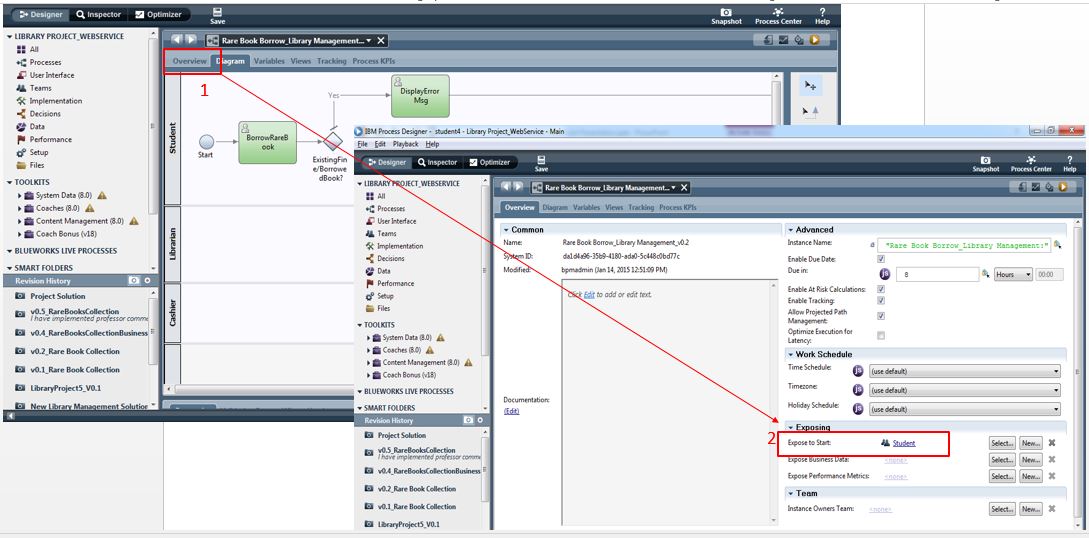 Designer Inspector Optimizer
Save
Snapshot Process Center Help
LIBRARY PROJECT_WEBSERVICE
All
Processes
User Interface
Teams
Implementation
Decisions
Data
Performance
Setup
Files
TOOLKITS
System Data (8.0)
Coaches (8.0)
Content Management (8.0)
Coach Bonus (v18)
BLUEWORKS LIVE PROCESSES
SMART FOLDERS
Revision History
Project Solution
v0.5_RareBooksCollection
I have implemented professor comme
v0.4_RareBooksCollectionBusiness
v0.2_Rare Book Collection
v0.1_Rare Book Collection
LibraryProject5_V0.1
New Library Management Solution
Rare Book Borrow_Library Management...
Overview Diagram Variables Views Tracking Process KPIs
1
Student
Librarian
Cashier
Start
BorrowRareB
ook
Yes
DisplayError
Msg
ExistingFin
e/Borrowe
dBook?
IBM Process Designer - student4 - Library Project_WebService - Main
File Edit Playback Help
Designer Inspector Optimizer
Save
Snapshot Process Center Help
LIBRARY PROJECT_WEBSERVICE
All
Processes
User Interface
Teams
Implementation
Decisions
Data
Performance
Setup
Files
TOOLKITS
System Data (8.0)
Coaches (8.0)
Content Management (8.0)
Coach Bonus (v18)
BLUEWORKS LIVE PROCESSES
SMART FOLDERS
Revision History
Project Solution
v0.5_RareBooksCollection
I have implemented professor comme
v0.4_RareBooksCollectionBusiness
v0.2_Rare Book Collection
v0.1_Rare Book Collection
LibraryProject5_V0.1
Rare Book Borrow_Library Management...
Overview Diagram Variables Views Tracking Process KPIs
Common
Name: Rare Book Borrow_Library Management_v0.2
System ID: da1d4a96-35b9-4180-ada0-5c448c0bd77c
Modified: bpmadmin (Jan 14, 2015 12:51:09 PM)
Click Edit to add or edit text.
Documentation:
(Edit)
Advanced
Instance Name: "Rare Book Borrow_Library Management:"
Enable Due Date:
Due in: js 8 Hours 00:00
Enable At Risk Calculations:
Enable Tracking:
Allow Projected Path
Management:
Optimize Execution for
Latency:
Work Schedule
Time Schedule: js (use default)
Timezone: js (use default)
Holiday Schedule: js (use default)
Exposing
2
Expose to Start: Student Select... New...
Expose Business Data: <none> Select... New...
Expose Performance Metrics: <none> Select... New...
Team
Instance Owners Team: <none> Select... New...